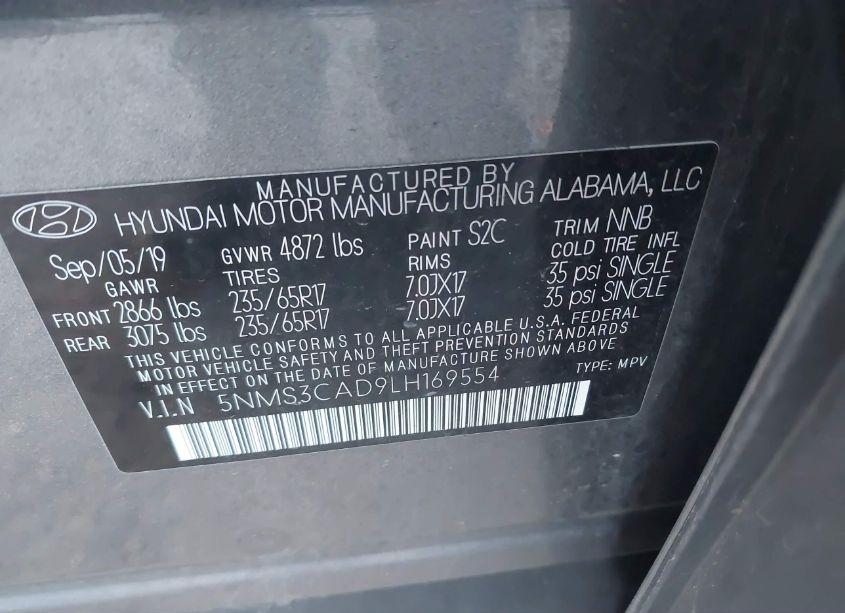 MANUFACTURED BY
HYUNDAI MOTOR MANUFACTURING ALABAMA, LLC
Sep/05/19 GVWR 4872 lbs PAINT S2C TRIM NNB
GAWR TIRES RIMS COLD TIRE INFL
FRONT 2866 lbs 235/65R17 7.0JX17 35 psi SINGLE
REAR 3075 lbs 235/65R17 7.0JX17 35 psi SINGLE
THIS VEHICLE CONFORMS TO ALL APPLICABLE U.S.A. FEDERAL
MOTOR VEHICLE SAFETY AND THEFT PREVENTION STANDARDS
IN EFFECT ON THE DATE OF MANUFACTURE SHOWN ABOVE
V.I.N 5NMS3CAD9LH169554 TYPE: MPV